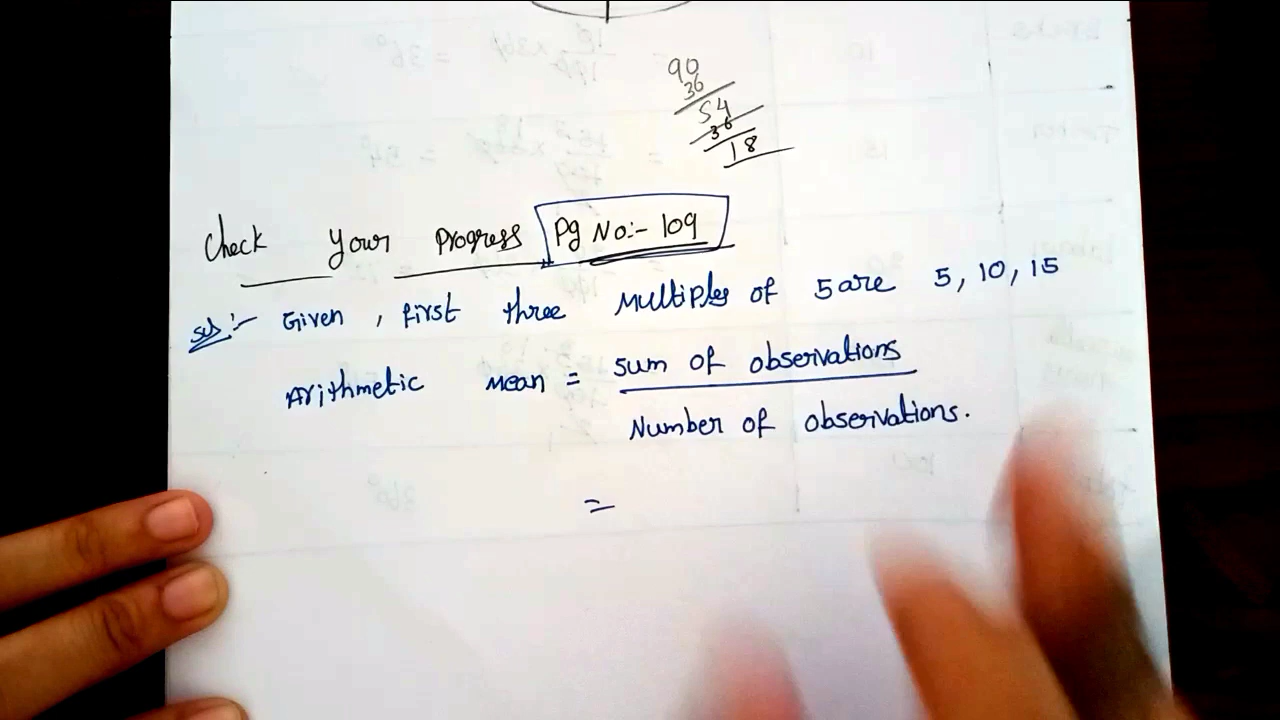 90
36
54
36
18
Check Your Progress Pg No:- 109
Sol:- Given, first three Multiples of 5 are 5, 10, 15
Arithmetic Mean = Sum of observations
Number of observations.
=